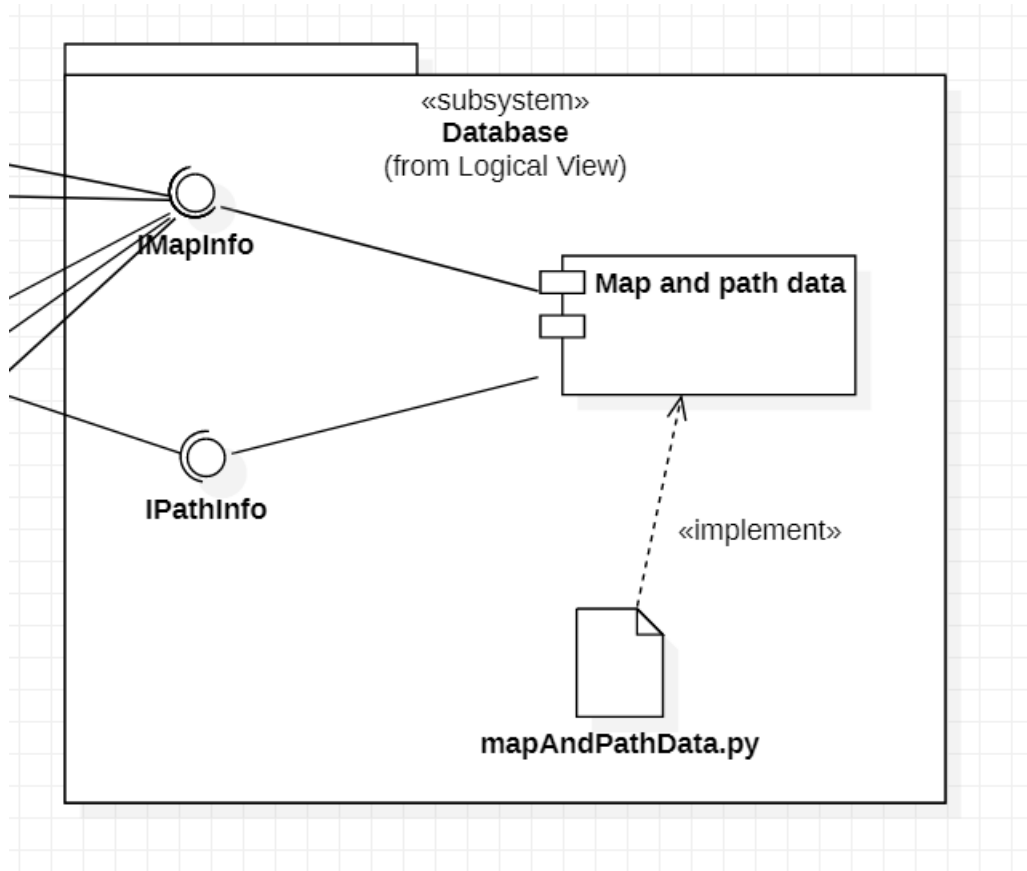 «subsystem»
Database
(from Logical View)
IMapInfo
Map and path data
IPathInfo
«implement»
mapAndPathData.py